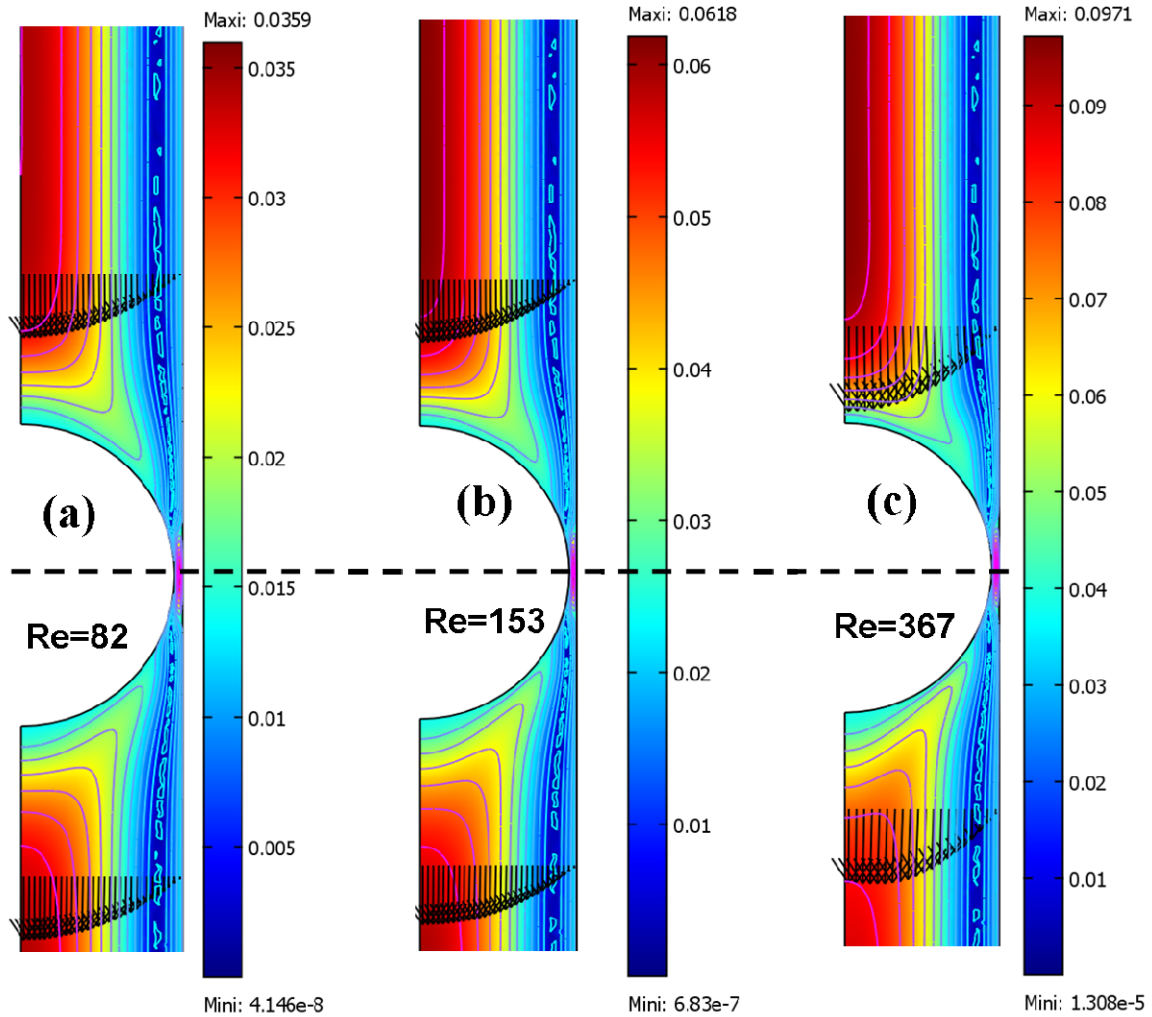 Maxi: 0.0359
0.035
0.03
0.025
0.02
0.015
0.01
0.005
Mini: 4.146e-8
(a)
Re=82
Maxi: 0.0618
0.06
0.05
0.04
0.03
0.02
0.01
Mini: 6.83e-7
(b)
Re=153
Maxi: 0.0971
0.09
0.08
0.07
0.06
0.05
0.04
0.03
0.02
0.01
Mini: 1.308e-5
(c)
Re=367